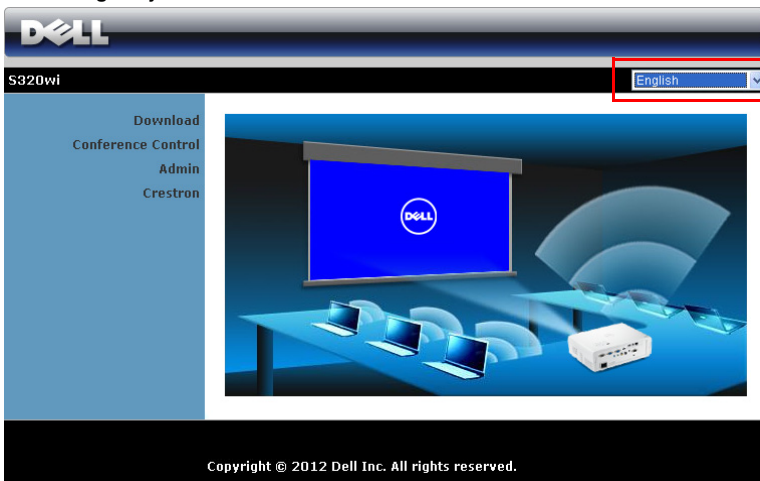 DELL
S320wi
English
Download
Conference Control
Admin
Crestron
DELL
Copyright © 2012 Dell Inc. All rights reserved.